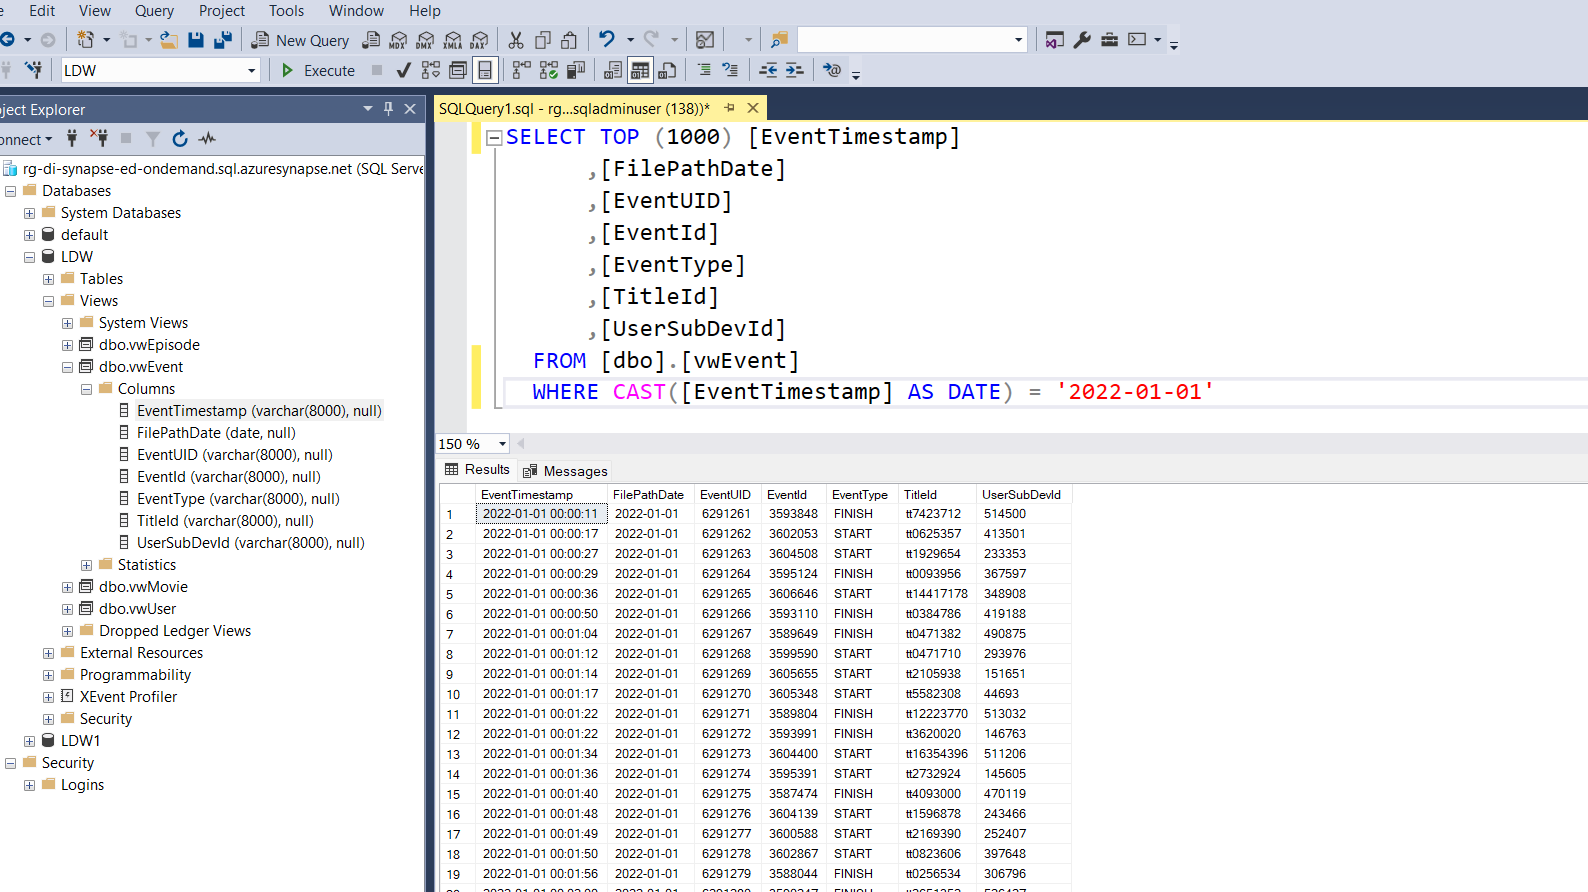 Edit View Query Project Tools Window Help
New Query MDX DMX XMLA DAX
LDW Execute
ject Explorer
onnect
rg-di-synapse-ed-ondemand.sql.azuresynapse.net (SQL Serve
Databases
System Databases
default
LDW
Tables
Views
System Views
dbo.vwEpisode
dbo.vwEvent
Columns
EventTimestamp (varchar(8000), null)
FilePathDate (date, null)
EventUID (varchar(8000), null)
EventId (varchar(8000), null)
EventType (varchar(8000), null)
TitleId (varchar(8000), null)
UserSubDevId (varchar(8000), null)
Statistics
dbo.vwMovie
dbo.vwUser
Dropped Ledger Views
External Resources
Programmability
XEvent Profiler
Security
LDW1
Security
Logins
SQLQuery1.sql - rg...sqladminuser (138))*
SELECT TOP (1000) [EventTimestamp]
,[FilePathDate]
,[EventUID]
,[EventId]
,[EventType]
,[TitleId]
,[UserSubDevId]
FROM [dbo].[vwEvent]
WHERE CAST([EventTimestamp] AS DATE) = '2022-01-01'
150 %
Results Messages
EventTimestamp FilePathDate EventUID EventId EventType TitleId UserSubDevId
1 2022-01-01 00:00:11 2022-01-01 6291261 3593848 FINISH tt7423712 514500
2 2022-01-01 00:00:17 2022-01-01 6291262 3602053 START tt0625357 413501
3 2022-01-01 00:00:27 2022-01-01 6291263 3604508 START tt1929654 233353
4 2022-01-01 00:00:29 2022-01-01 6291264 3595124 FINISH tt0093956 367597
5 2022-01-01 00:00:36 2022-01-01 6291265 3606646 START tt14417178 348908
6 2022-01-01 00:00:50 2022-01-01 6291266 3593110 FINISH tt0384786 419188
7 2022-01-01 00:01:04 2022-01-01 6291267 3589649 FINISH tt0471382 490875
8 2022-01-01 00:01:12 2022-01-01 6291268 3599590 START tt0471710 293976
9 2022-01-01 00:01:14 2022-01-01 6291269 3605655 START tt2105938 151651
10 2022-01-01 00:01:17 2022-01-01 6291270 3605348 START tt5582308 44693
11 2022-01-01 00:01:22 2022-01-01 6291271 3589804 FINISH tt12223770 513032
12 2022-01-01 00:01:22 2022-01-01 6291272 3593991 FINISH tt3620020 146763
13 2022-01-01 00:01:34 2022-01-01 6291273 3604400 START tt16354396 511206
14 2022-01-01 00:01:36 2022-01-01 6291274 3595391 START tt2732924 145605
15 2022-01-01 00:01:40 2022-01-01 6291275 3587474 FINISH tt4093000 470119
16 2022-01-01 00:01:48 2022-01-01 6291276 3604139 START tt1596878 243466
17 2022-01-01 00:01:49 2022-01-01 6291277 3600588 START tt2169390 252407
18 2022-01-01 00:01:50 2022-01-01 6291278 3602867 START tt0823606 397648
19 2022-01-01 00:01:56 2022-01-01 6291279 3588044 FINISH tt0256534 306796